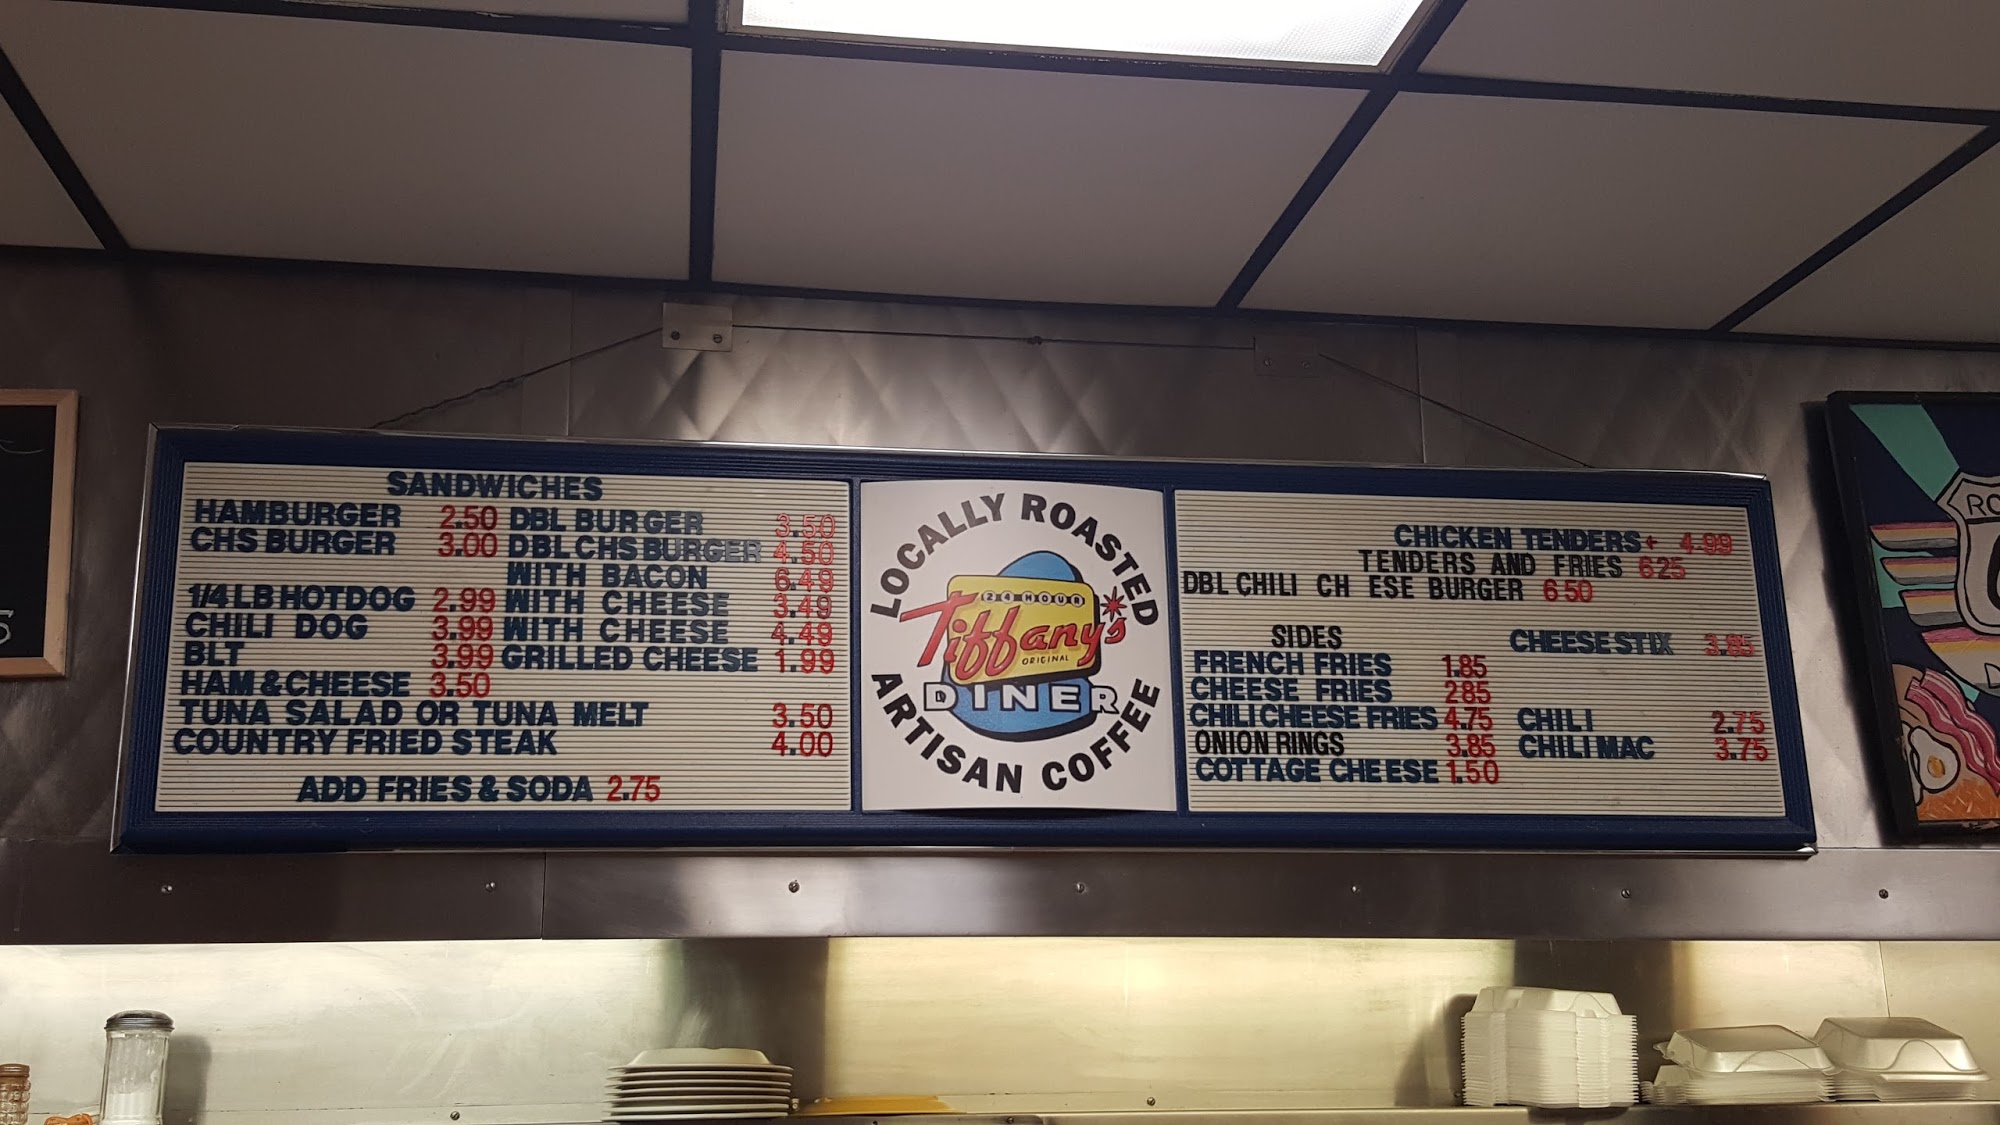 SANDWICHES
HAMBURGER 2.50 DBL BURGER 3.50
CHS BURGER 3.00 DBL CHS BURGER 4.50
WITH BACON 6.49
1/4 LB HOTDOG 2.99 WITH CHEESE 3.49
CHILI DOG 3.99 WITH CHEESE 4.49
BLT 3.99 GRILLED CHEESE 1.99
HAM & CHEESE 3.50
TUNA SALAD OR TUNA MELT 3.50
COUNTRY FRIED STEAK 4.00
ADD FRIES & SODA 2.75
LOCALLY ROASTED
24 HOUR
Tiffany's
ORIGINAL
DINER
ARTISAN COFFEE
CHICKEN TENDERS+ 4.99
TENDERS AND FRIES 625
DBL CHILI CH ESE BURGER 6 50
SIDES CHEESE STIX 3.85
FRENCH FRIES 1.85
CHEESE FRIES 285
CHILI CHEESE FRIES 4.75 CHILI 2.75
ONION RINGS 3.85 CHILI MAC 3.75
COTTAGE CHEESE 1.50
5
RO